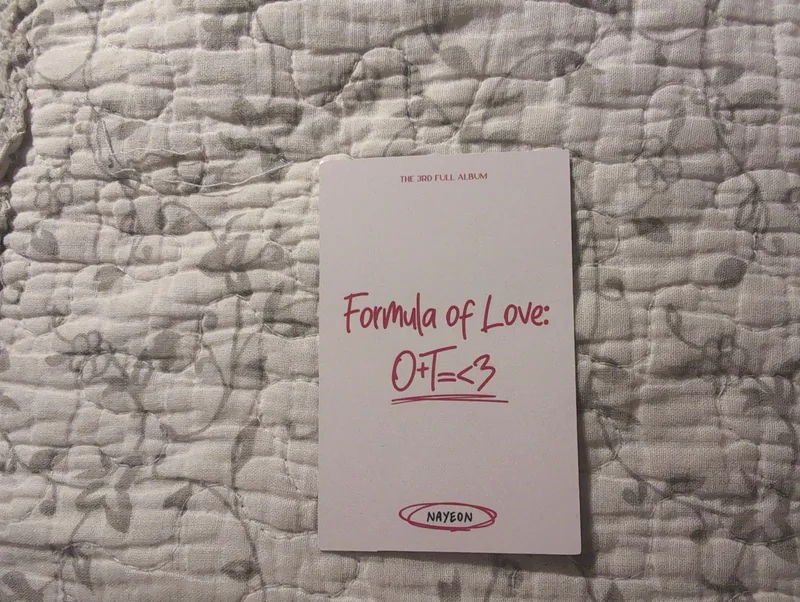 THE 3RD FULL ALBUM
Formula of Love:
O+T=<3
NAYEON